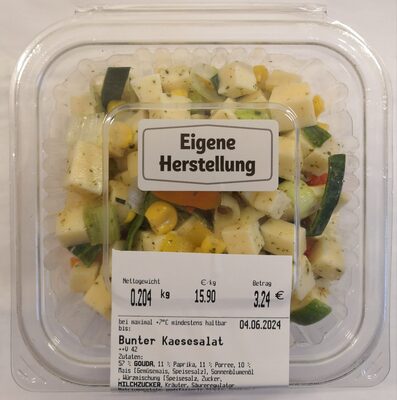 Eigene
Herstellung
Nettogewicht €/kg Betrag
0.204 kg 15.90 3.24 €
bei maximal +7°C mindestens haltbar
bis: 04.06.2024
Bunter Kaesesalat
**U 42
Zutaten:
57 % GOUDA, 11 % Paprika, 11 % Porree, 10 %
Mais (Gemüsemais, Speisesalz), Sonnenblumenöl
, Würzmischung (Speisesalz, Zucker,
MILCHZUCKER, Kräuter, Säureregulator